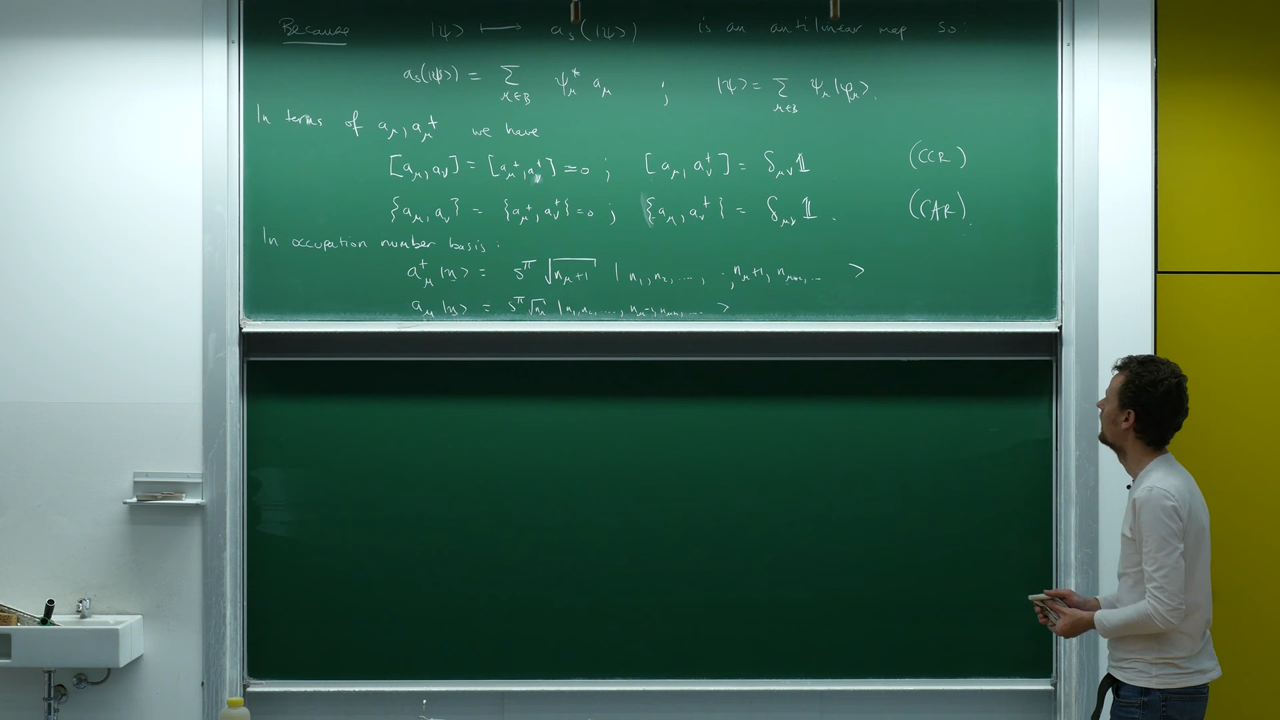 Because |ψ> ⟼ a_s(|ψ>) is an antilinear map so:
a_s(|ψ>) = Σ_{μ∈B} ψ_μ^* a_μ ; |ψ> = Σ_{μ∈B} ψ_μ |φ_μ>.
In terms of a_μ, a_μ^† we have
[a_μ, a_ν] = [a_μ^†, a_ν^†] = 0 ; [a_μ, a_ν^†] = δ_{μν} 𝟙 (CCR)
{a_μ, a_ν} = {a_μ^†, a_ν^†} = 0 ; {a_μ, a_ν^†} = δ_{μν} 𝟙 . (CAR)
In occupation number basis :
a_μ^† |n> = s^π √(n_μ+1) | n_1, n_2, ..., n_μ+1, n_{μ+1}, ... >
a_μ |n> = s^π √n_μ | n_1, n_2, ..., n_μ-1, n_{μ+1}, ... >